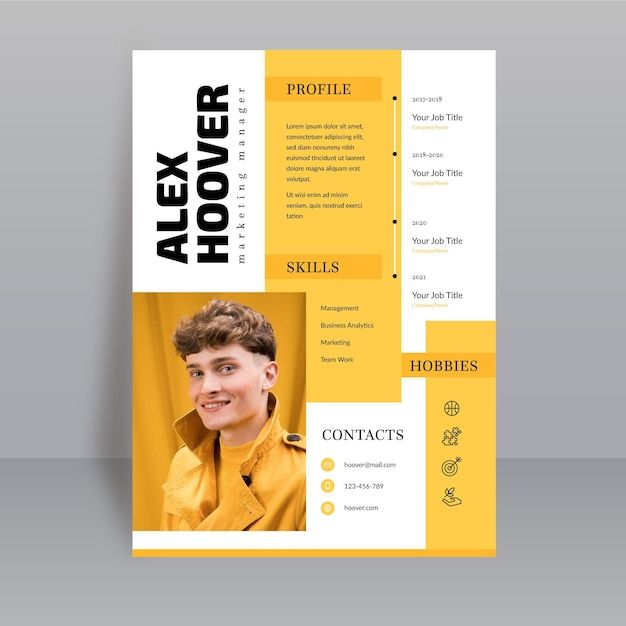 ALEX
HOOVER
marketing manager
PROFILE
Lorem ipsum dolor sit amet,
consectetuer adipiscing elit,
sed diam nonummy nibh
euismod tincidunt ut laoreet
dolore magna aliquam erat
volutpat.
Ut wisi enim ad minim
veniam, quis nostrud exerci
tation
SKILLS
Management
Business Analytics
Marketing
Team Work
2017-2018
Your Job Title
Company Name
2018-2020
Your Job Title
Company Name
2020
Your Job Title
Company Name
2021
Your Job Title
Company Name
HOBBIES
CONTACTS
hoover@mail.com
123-456-789
hoover.com